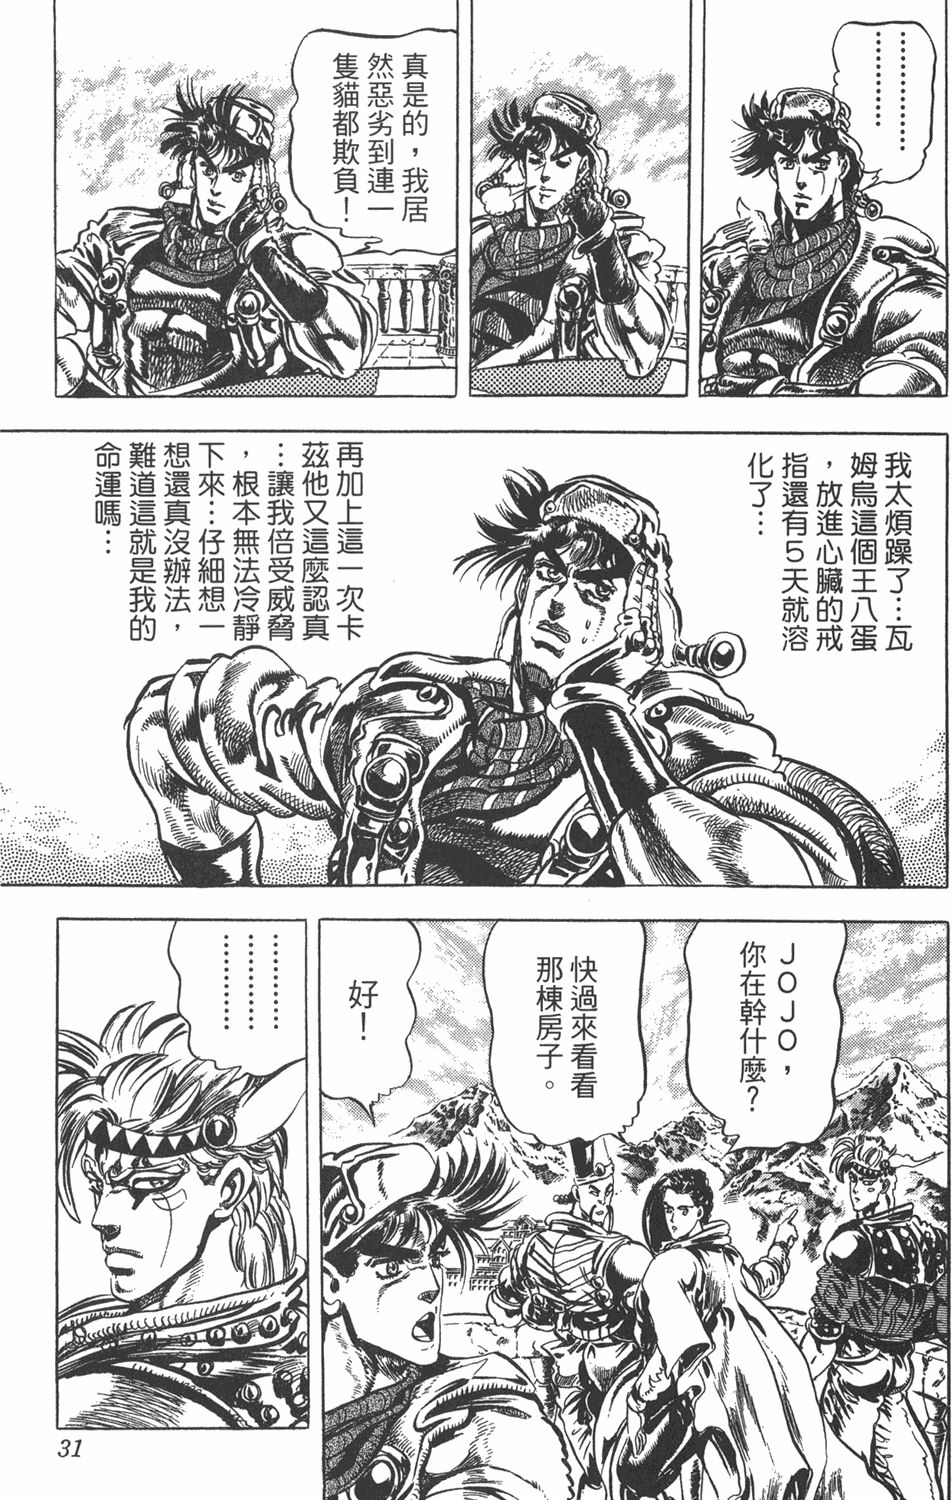 …………
真是的，我居
然惡劣到連一
隻貓都欺負！
我太煩躁了…瓦
姆烏這個王八蛋
，放進心臟的戒
指還有5天就溶
化了…
再加上這一次卡
茲他又這麼認真
…讓我倍受威脅
，根本無法冷靜
下來…仔細想一
想還真沒辦法，
難道這就是我的
命運嗎…
JOJO，
你在幹什麼？
快過來看看
那棟房子。
好！
…………
…………
31